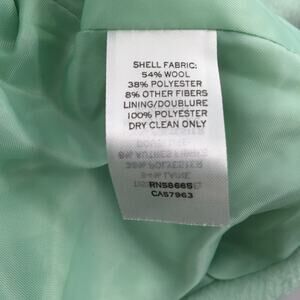 SHELL FABRIC:
54% WOOL
38% POLYESTER
8% OTHER FIBERS
LINING/DOUBLURE
100% POLYESTER
DRY CLEAN ONLY
RN58665
CA57963